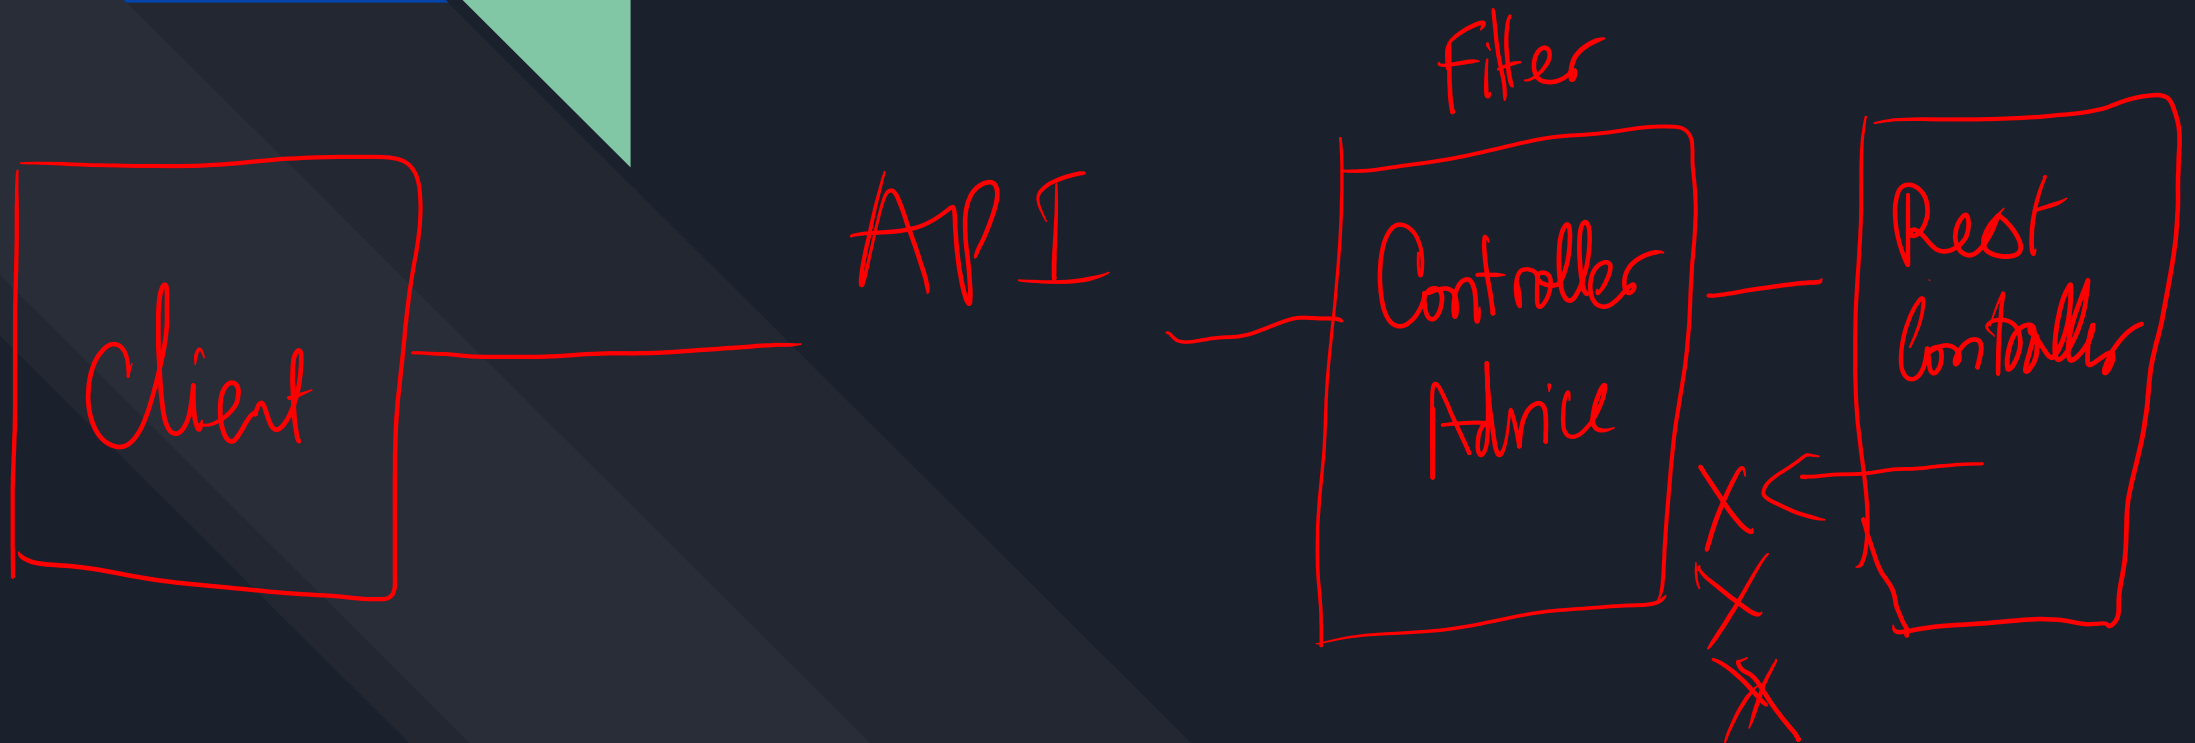 Filter
Client
API
Controller
Advice
Rest
Controller
X
X
X